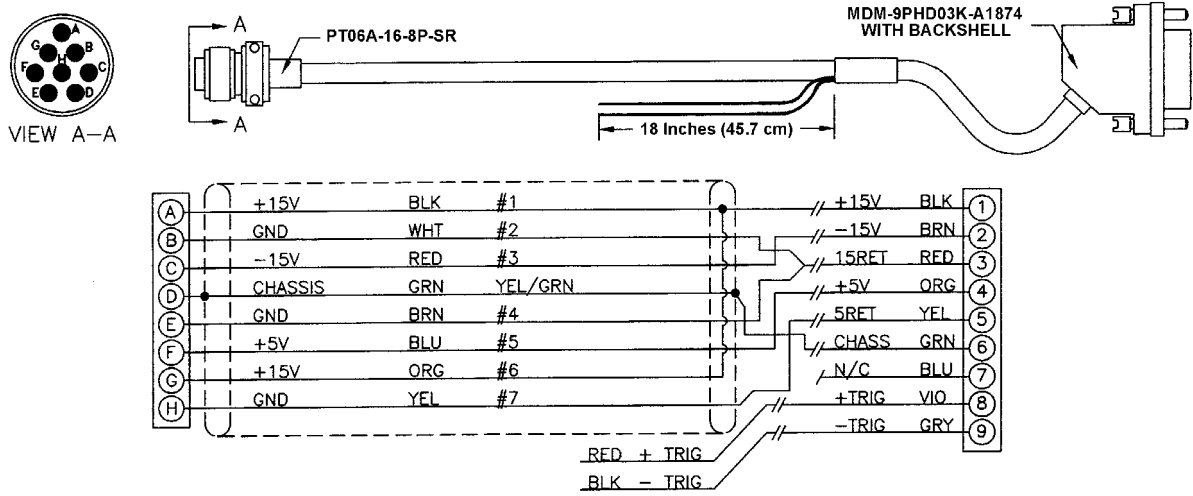 A
PT06A-16-8P-SR
MDM-9PHD03K-A1874
WITH BACKSHELL
A
G B
H
F C
E D
VIEW A-A
A
18 Inches (45.7 cm)
A +15V BLK #1 +15V BLK 1
B GND WHT #2 -15V BRN 2
C -15V RED #3 15RET RED 3
D CHASSIS GRN YEL/GRN +5V ORG 4
E GND BRN #4 5RET YEL 5
F +5V BLU #5 CHASS GRN 6
G +15V ORG #6 N/C BLU 7
H GND YEL #7 +TRIG VIO 8
-TRIG GRY 9
RED + TRIG
BLK - TRIG